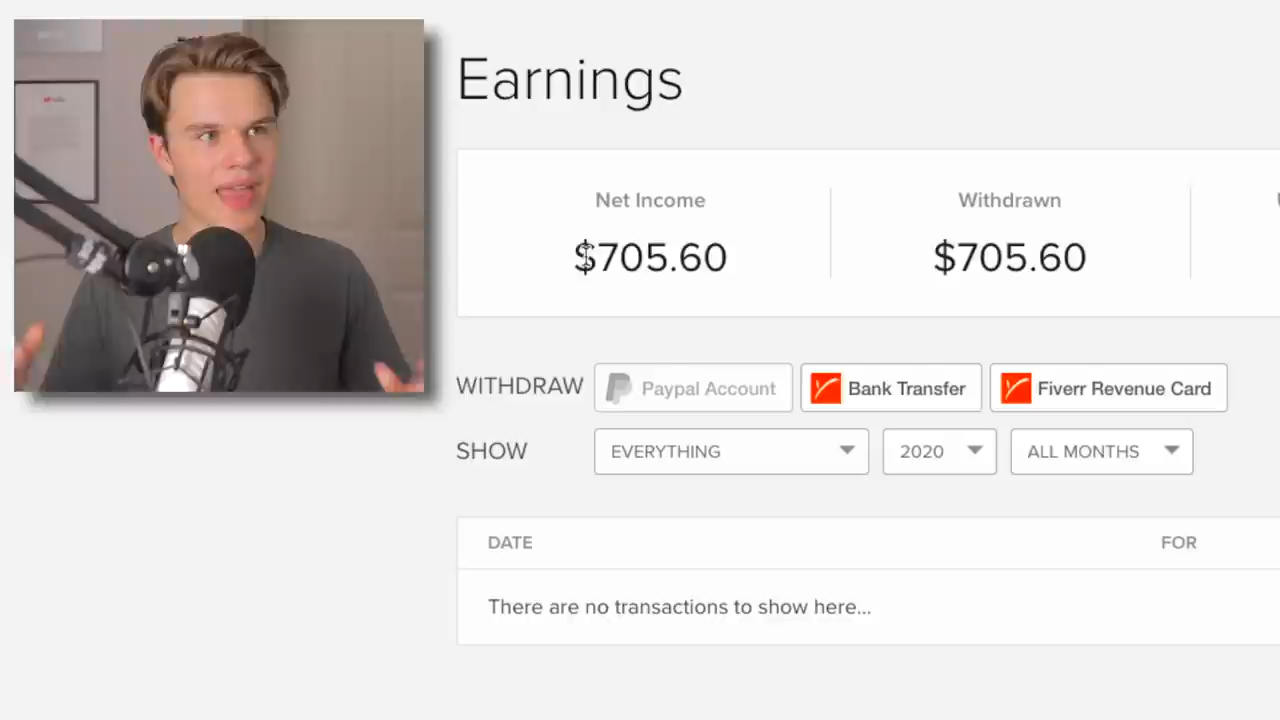 Earnings
Net Income
Withdrawn
$705.60
$705.60
WITHDRAW
Paypal Account
Bank Transfer
Fiverr Revenue Card
SHOW
EVERYTHING
2020
ALL MONTHS
DATE
FOR
There are no transactions to show here...